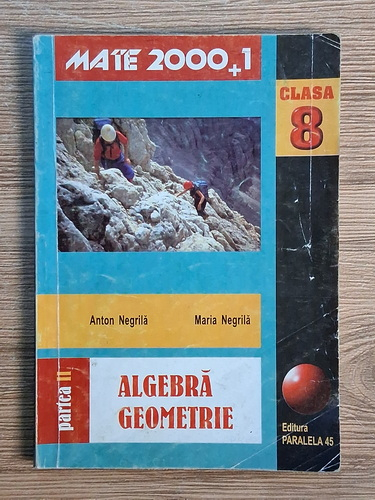 MATE 2000+1
CLASA
8
Anton Negrilă
Maria Negrilă
partea II
ALGEBRĂ
GEOMETRIE
Editura
PARALELA 45